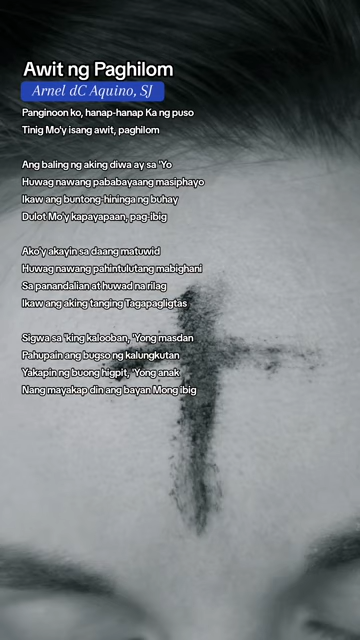 Awit ng Paghilom
Arnel dC Aquino, SJ
Panginoon ko, hanap-hanap Ka ng puso
Tinig Mo'y isang awit, paghilom
Ang baling ng aking diwa ay sa 'Yo
Huwag nawang pababayaang masiphayo
Ikaw ang buntong-hininga ng buhay
Dulot Mo'y kapayapaan, pag-ibig
Ako'y akayin sa daang matuwid
Huwag nawang pahintulutang mabighani
Sa panandalian at huwad na rilag
Ikaw ang aking tanging Tagapagligtas
Sigwa sa 'king kalooban, 'Yong masdan
Pahupain ang bugso ng kalungkutan
Yakapin ng buong higpit, 'Yong anak
Nang mayakap din ang bayan Mong ibig